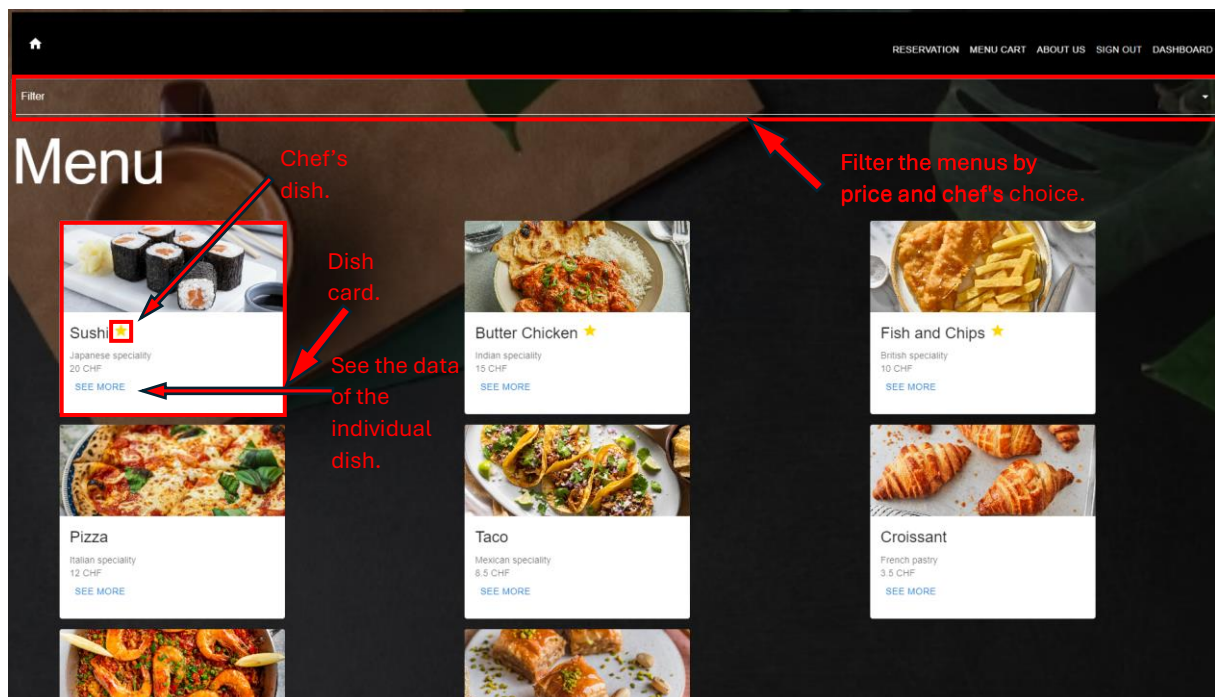 RESERVATION MENU CART ABOUT US SIGN OUT DASHBOARD
Filter
Menu
Chef's
dish.
Filter the menus by
price and chef's choice.
Dish
card.
See the data
of the
individual
dish.
Sushi
Japanese speciality
20 CHF
SEE MORE
Butter Chicken
Indian speciality
15 CHF
SEE MORE
Fish and Chips
British speciality
10 CHF
SEE MORE
Pizza
Italian speciality
12 CHF
SEE MORE
Taco
Mexican speciality
8.5 CHF
SEE MORE
Croissant
French pastry
3.5 CHF
SEE MORE